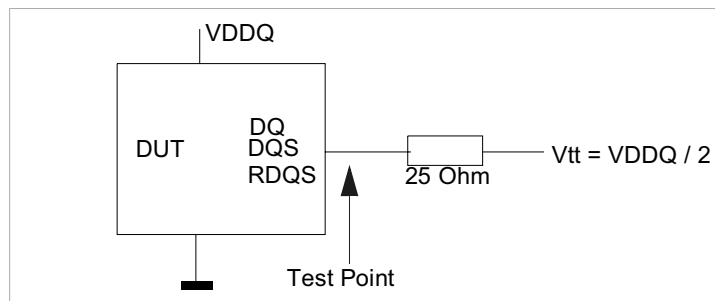 VDDQ
DUT
DQ
DQS
RDQS
25 Ohm
Vtt = VDDQ / 2
Test Point